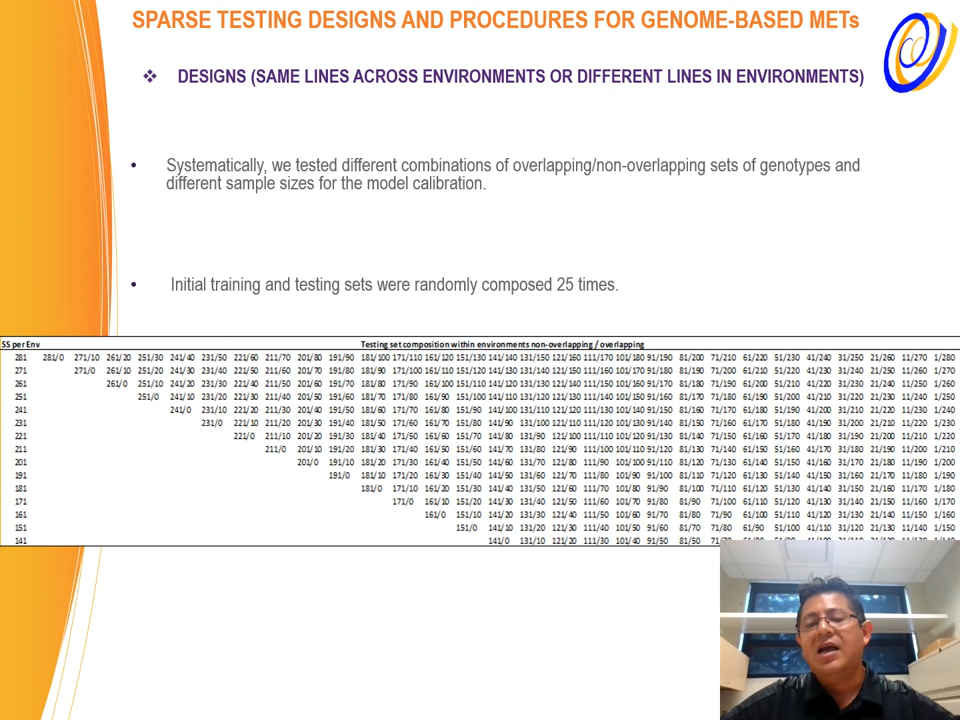 SPARSE TESTING DESIGNS AND PROCEDURES FOR GENOME-BASED METs
❖ DESIGNS (SAME LINES ACROSS ENVIRONMENTS OR DIFFERENT LINES IN ENVIRONMENTS)
• Systematically, we tested different combinations of overlapping/non-overlapping sets of genotypes and
different sample sizes for the model calibration.
• Initial training and testing sets were randomly composed 25 times.
SS per Env Testing set composition within environments non-overlapping / overlapping
281 281/0 271/10 261/20 251/30 241/40 231/50 221/60 211/70 201/80 191/90 181/100 171/110 161/120 151/130 141/140 131/150 121/160 111/170 101/180 91/190 81/200 71/210 61/220 51/230 41/240 31/250 21/260 11/270 1/280
271 271/0 261/10 251/20 241/30 231/40 221/50 211/60 201/70 191/80 181/90 171/100 161/110 151/120 141/130 131/140 121/150 111/160 101/170 91/180 81/190 71/200 61/210 51/220 41/230 31/240 21/250 11/260 1/270
261 261/0 251/10 241/20 231/30 221/40 211/50 201/60 191/70 181/80 171/90 161/100 151/110 141/120 131/130 121/140 111/150 101/160 91/170 81/180 71/190 61/200 51/210 41/220 31/230 21/240 11/250 1/260
251 251/0 241/10 231/20 221/30 211/40 201/50 191/60 181/70 171/80 161/90 151/100 141/110 131/120 121/130 111/140 101/150 91/160 81/170 71/180 61/190 51/200 41/210 31/220 21/230 11/240 1/250
241 241/0 231/10 221/20 211/30 201/40 191/50 181/60 171/70 161/80 151/90 141/100 131/110 121/120 111/130 101/140 91/150 81/160 71/170 61/180 51/190 41/200 31/210 21/220 11/230 1/240
231 231/0 221/10 211/20 201/30 191/40 181/50 171/60 161/70 151/80 141/90 131/100 121/110 111/120 101/130 91/140 81/150 71/160 61/170 51/180 41/190 31/200 21/210 11/220 1/230
221 221/0 211/10 201/20 191/30 181/40 171/50 161/60 151/70 141/80 131/90 121/100 111/110 101/120 91/130 81/140 71/150 61/160 51/170 41/180 31/190 21/200 11/210 1/220
211 211/0 201/10 191/20 181/30 171/40 161/50 151/60 141/70 131/80 121/90 111/100 101/110 91/120 81/130 71/140 61/150 51/160 41/170 31/180 21/190 11/200 1/210
201 201/0 191/10 181/20 171/30 161/40 151/50 141/60 131/70 121/80 111/90 101/100 91/110 81/120 71/130 61/140 51/150 41/160 31/170 21/180 11/190 1/200
191 191/0 181/10 171/20 161/30 151/40 141/50 131/60 121/70 111/80 101/90 91/100 81/110 71/120 61/130 51/140 41/150 31/160 21/170 11/180 1/190
181 181/0 171/10 161/20 151/30 141/40 131/50 121/60 111/70 101/80 91/90 81/100 71/110 61/120 51/130 41/140 31/150 21/160 11/170 1/180
171 171/0 161/10 151/20 141/30 131/40 121/50 111/60 101/70 91/80 81/90 71/100 61/110 51/120 41/130 31/140 21/150 11/160 1/170
161 161/0 151/10 141/20 131/30 121/40 111/50 101/60 91/70 81/80 71/90 61/100 51/110 41/120 31/130 21/140 11/150 1/160
151 151/0 141/10 131/20 121/30 111/40 101/50 91/60 81/70 71/80 61/90 51/100 41/110 31/120 21/130 11/140 1/150
141 141/0 131/10 121/20 111/30 101/40 91/50 81/50